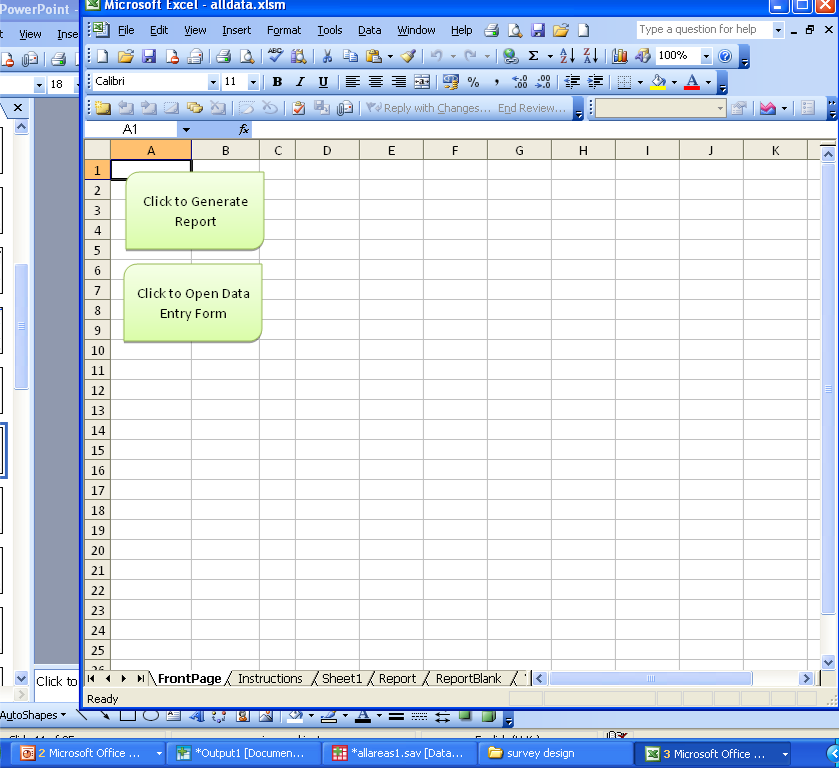 PowerPoint -
View Inse
18
Microsoft Excel - alldata.xlsm
File Edit View Insert Format Tools Data Window Help
Type a question for help
100%
Calibri 11 B I U
Reply with Changes... End Review...
A1 fx
A B C D E F G H I J K
1
2
3
4
5
6
7
8
9
10
11
12
13
14
15
16
17
18
19
20
21
22
23
24
25
26
Click to Generate
Report
Click to Open Data
Entry Form
FrontPage Instructions Sheet1 Report ReportBlank
Ready
Click to
AutoShapes
2 Microsoft Office ... *Output1 [Documen... *allareas1.sav [Data... survey design 3 Microsoft Office ...